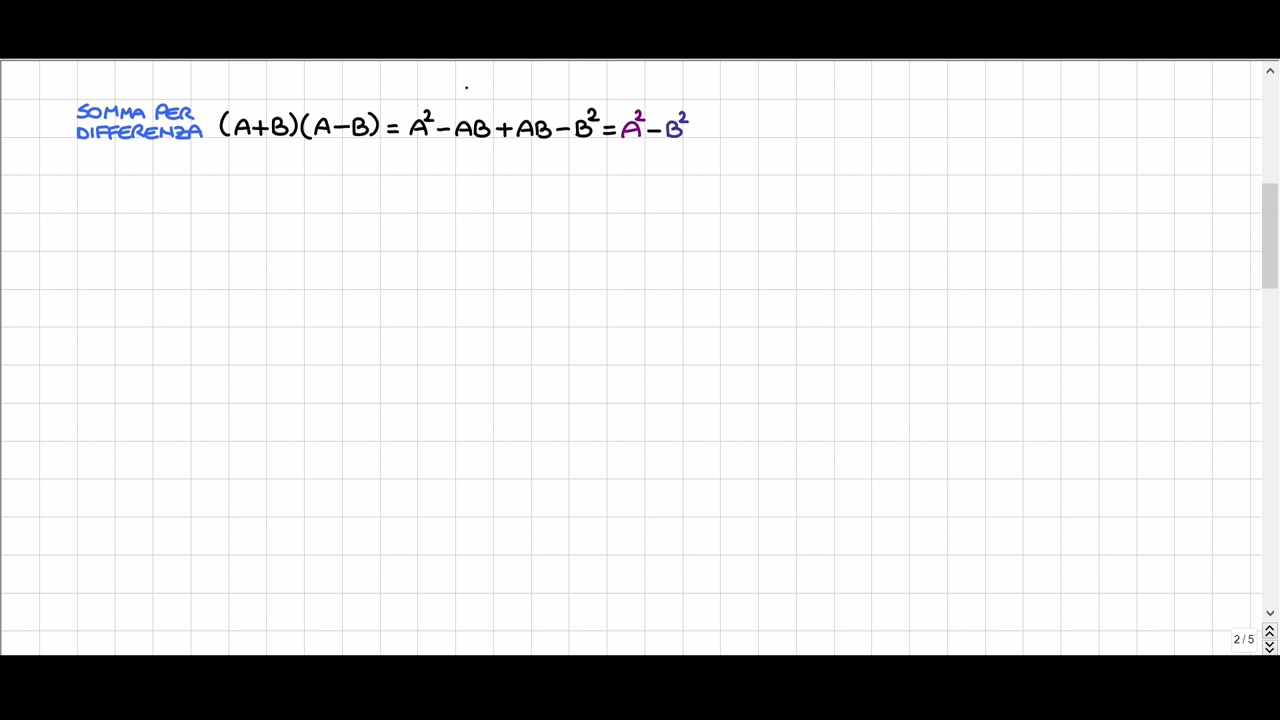 SOMMA PER
DIFFERENZA
(A+B)(A-B) = A² - AB + AB - B² = A² - B²
2 / 5